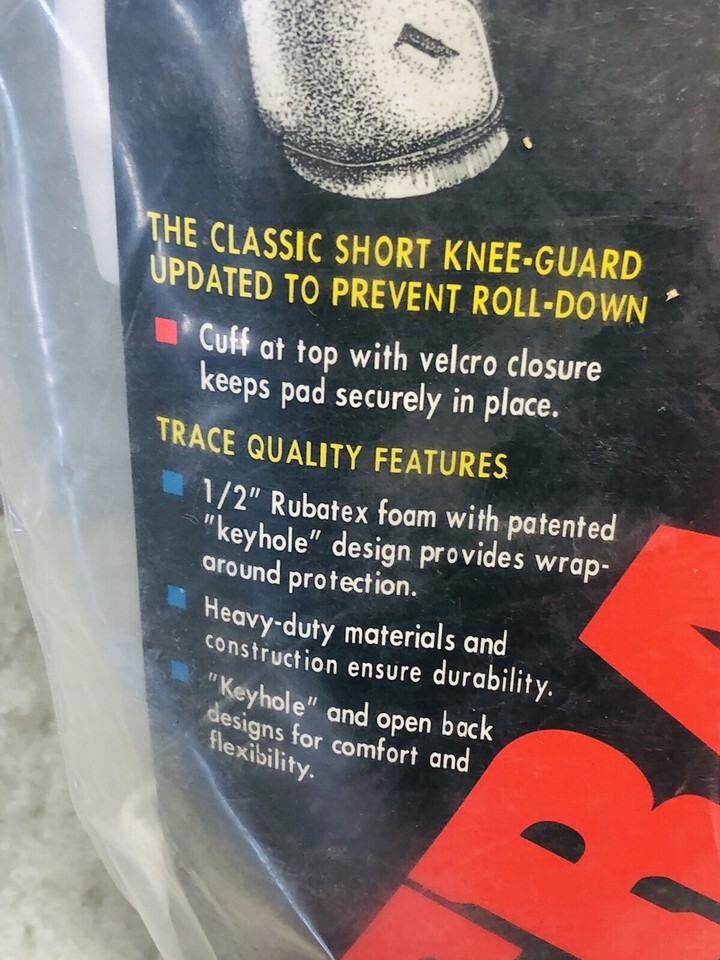 THE CLASSIC SHORT KNEE-GUARD
UPDATED TO PREVENT ROLL-DOWN
Cuff at top with velcro closure
keeps pad securely in place.
TRACE QUALITY FEATURES
1/2" Rubatex foam with patented
"keyhole" design provides wrap-
around protection.
Heavy-duty materials and
construction ensure durability.
"Keyhole" and open back
designs for comfort and
flexibility.